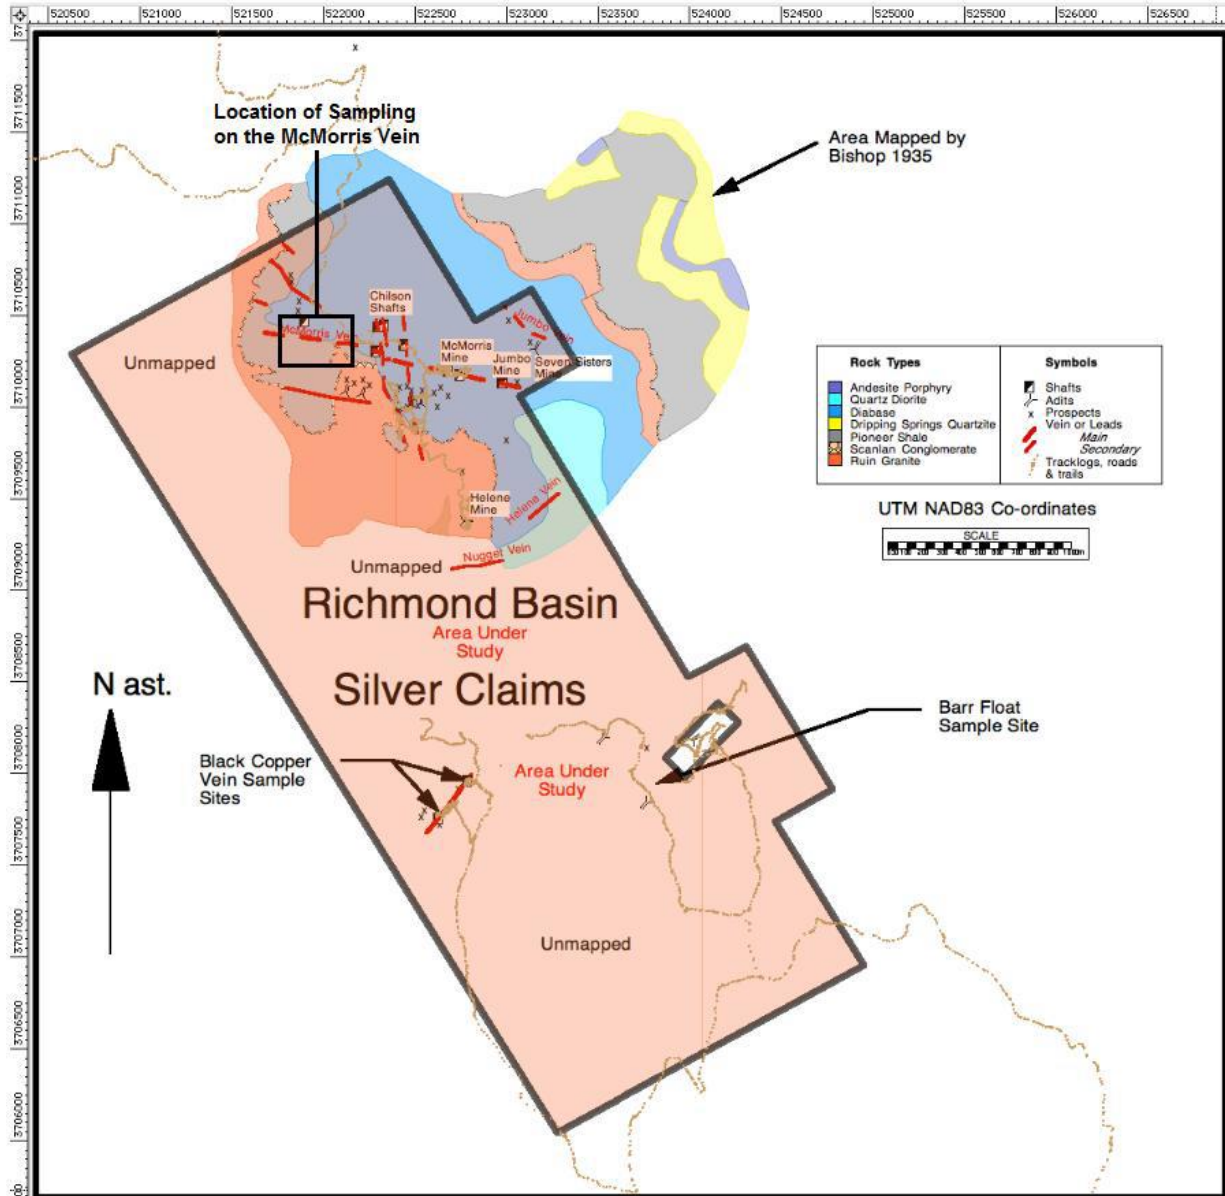 520500 521000 521500 522000 522500 523000 523500 524000 524500 525000 525500 526000 526500
3711500
3711000
3710500
3710000
3709500
3709000
3708500
3708000
3707500
3707000
3706500
3706000
Location of Sampling
on the McMorris Vein
Area Mapped by
Bishop 1935
Chilson
Shafts
Jumbo Vein
McMorris Ve
McMorris
Mine
Jumbo
Mine
Seven Sisters
Mine
Unmapped
Helene
Mine
Helene Vein
Nugget Vein
Unmapped
Rock Types
Andesite Porphyry
Quartz Diorite
Diabase
Dripping Springs Quartzite
Pioneer Shale
Scanlan Conglomerate
Ruin Granite
Symbols
Shafts
Adits
Prospects
Vein or Leads
Main
Secondary
Tracklogs, roads
& trails
UTM NAD83 Co-ordinates
SCALE
Richmond Basin
Area Under
Study
Silver Claims
N ast.
Barr Float
Sample Site
Black Copper
Vein Sample
Sites
Area Under
Study
Unmapped